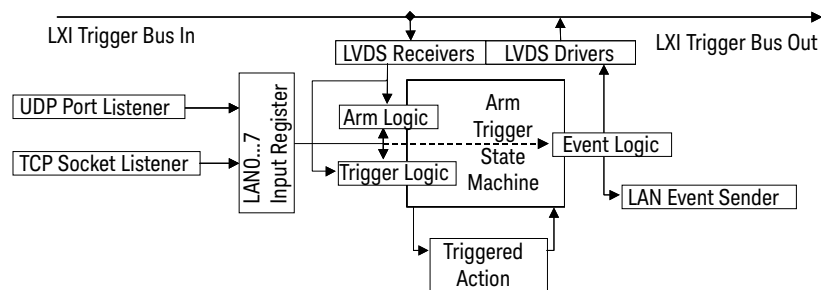 LXI Trigger Bus In
LXI Trigger Bus Out
LVDS Receivers
LVDS Drivers
UDP Port Listener
TCP Socket Listener
LAN0...7
Input Register
Arm Logic
Trigger Logic
Arm
Trigger
State
Machine
Event Logic
LAN Event Sender
Triggered
Action